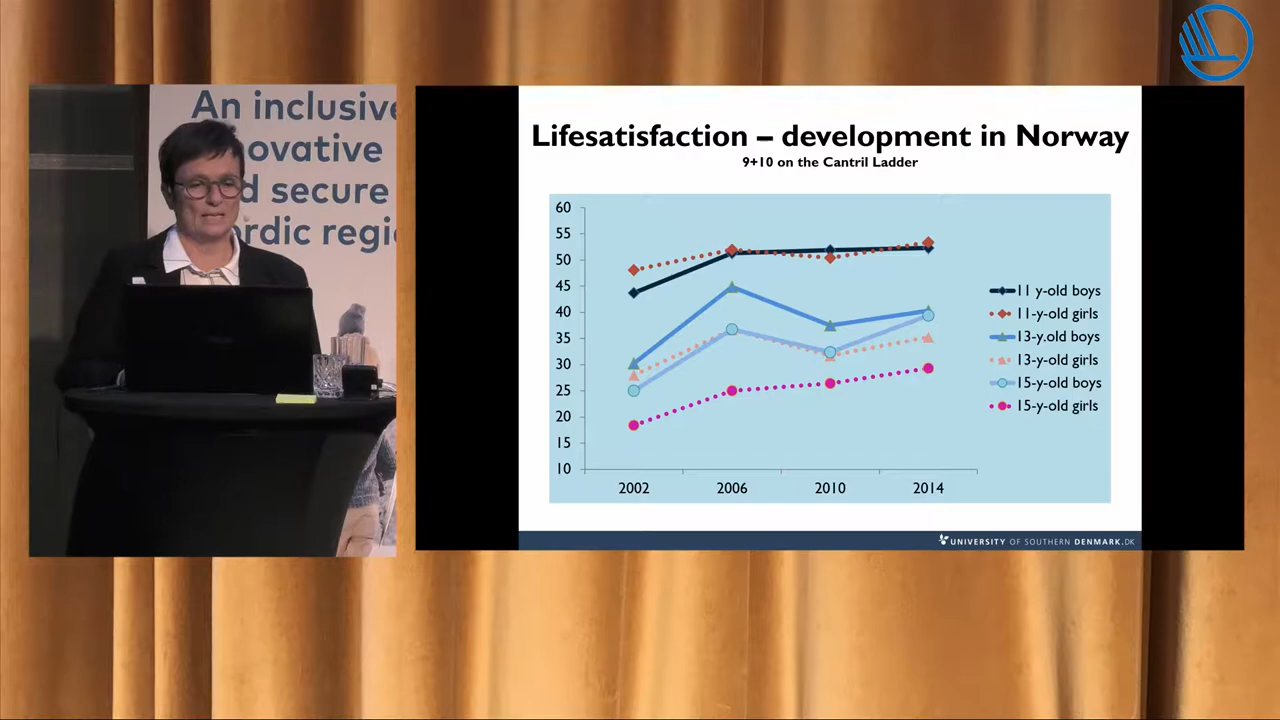 An inclusive
novative
d secure
rdic regi
Lifesatisfaction – development in Norway
9+10 on the Cantril Ladder
60
55
50
45
40
35
30
25
20
15
10
2002 2006 2010 2014
11 y-old boys
11-y-old girls
13-y.old boys
13-y-old girls
15-y-old boys
15-y-old girls
UNIVERSITY OF SOUTHERN DENMARK.DK